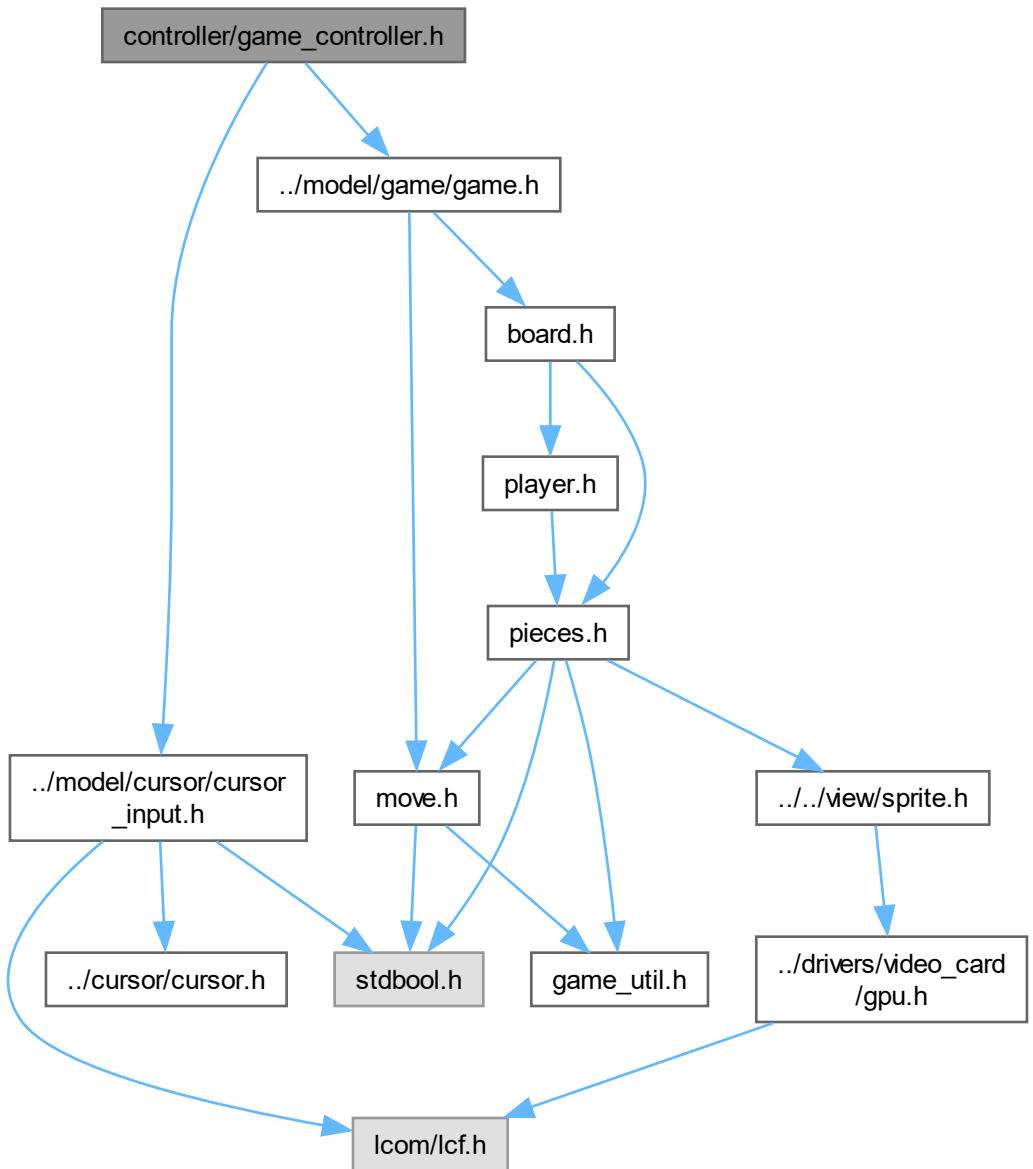 controller/game_controller.h
../model/game/game.h
board.h
player.h
pieces.h
../model/cursor/cursor
_input.h
move.h
../../view/sprite.h
../cursor/cursor.h
stdbool.h
game_util.h
../drivers/video_card
/gpu.h
lcom/lcf.h